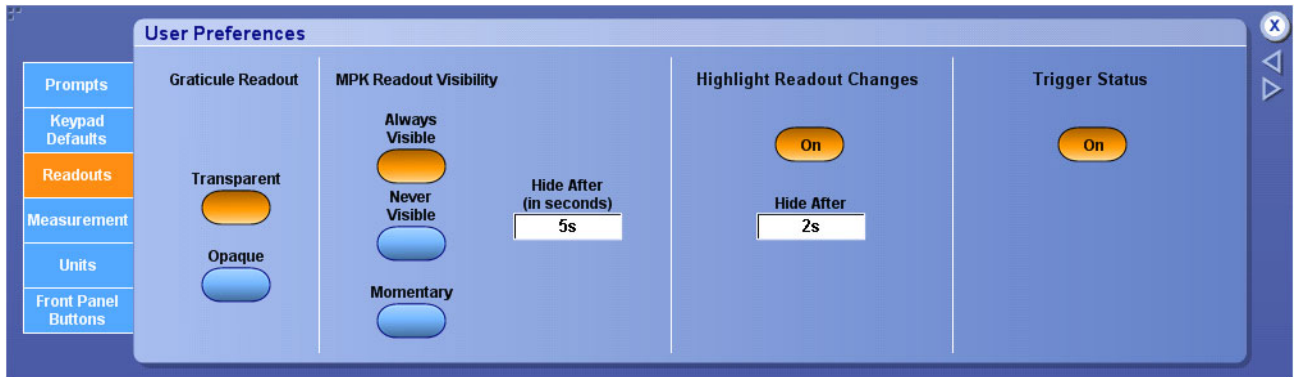 User Preferences
X
Prompts
Keypad
Defaults
Readouts
Measurement
Units
Front Panel
Buttons
Graticule Readout
Transparent
Opaque
MPK Readout Visibility
Always
Visible
Never
Visible
Momentary
Hide After
(in seconds)
5s
Highlight Readout Changes
On
Hide After
2s
Trigger Status
On